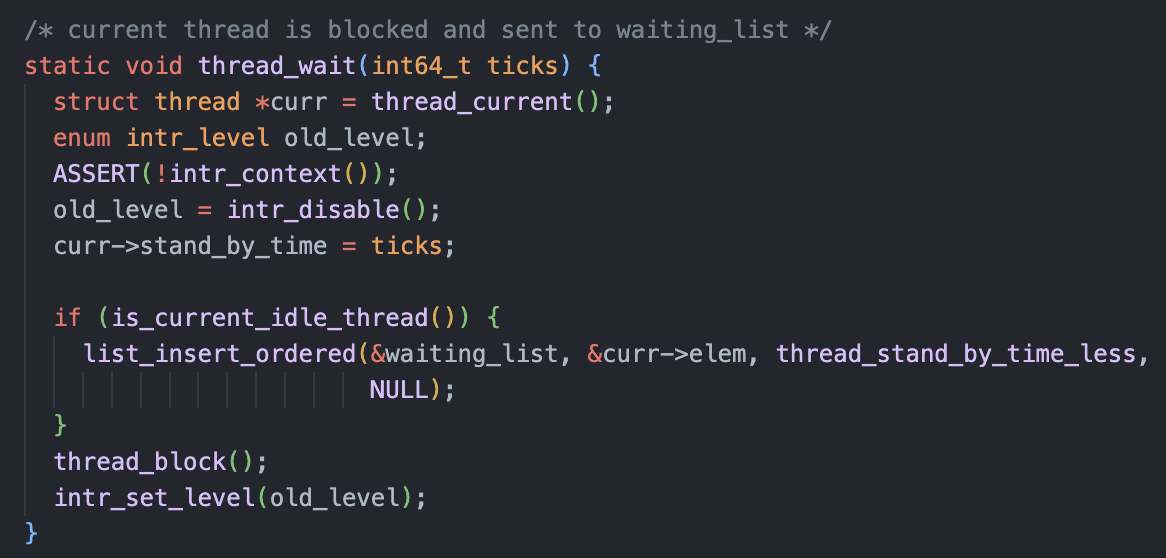 /* current thread is blocked and sent to waiting_list */
static void thread_wait(int64_t ticks) {
  struct thread *curr = thread_current();
  enum intr_level old_level;
  ASSERT(!intr_context());
  old_level = intr_disable();
  curr->stand_by_time = ticks;

  if (is_current_idle_thread()) {
    list_insert_ordered(&waiting_list, &curr->elem, thread_stand_by_time_less,
                        NULL);
  }
  thread_block();
  intr_set_level(old_level);
}